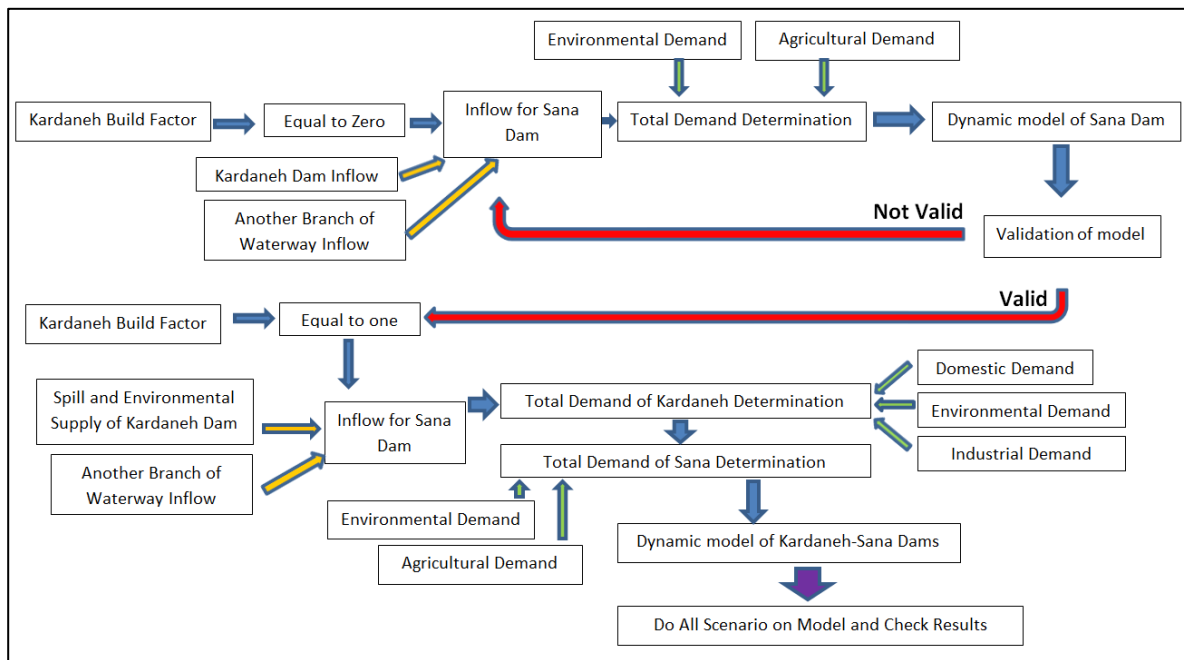 Environmental Demand
Agricultural Demand
Kardaneh Build Factor
Equal to Zero
Inflow for Sana
Dam
Total Demand Determination
Dynamic model of Sana Dam
Kardaneh Dam Inflow
Another Branch of
Waterway Inflow
Not Valid
Validation of model
Valid
Kardaneh Build Factor
Equal to one
Domestic Demand
Spill and Environmental
Supply of Kardaneh Dam
Inflow for Sana
Dam
Total Demand of Kardaneh Determination
Environmental Demand
Industrial Demand
Another Branch of
Waterway Inflow
Total Demand of Sana Determination
Environmental Demand
Agricultural Demand
Dynamic model of Kardaneh-Sana Dams
Do All Scenario on Model and Check Results